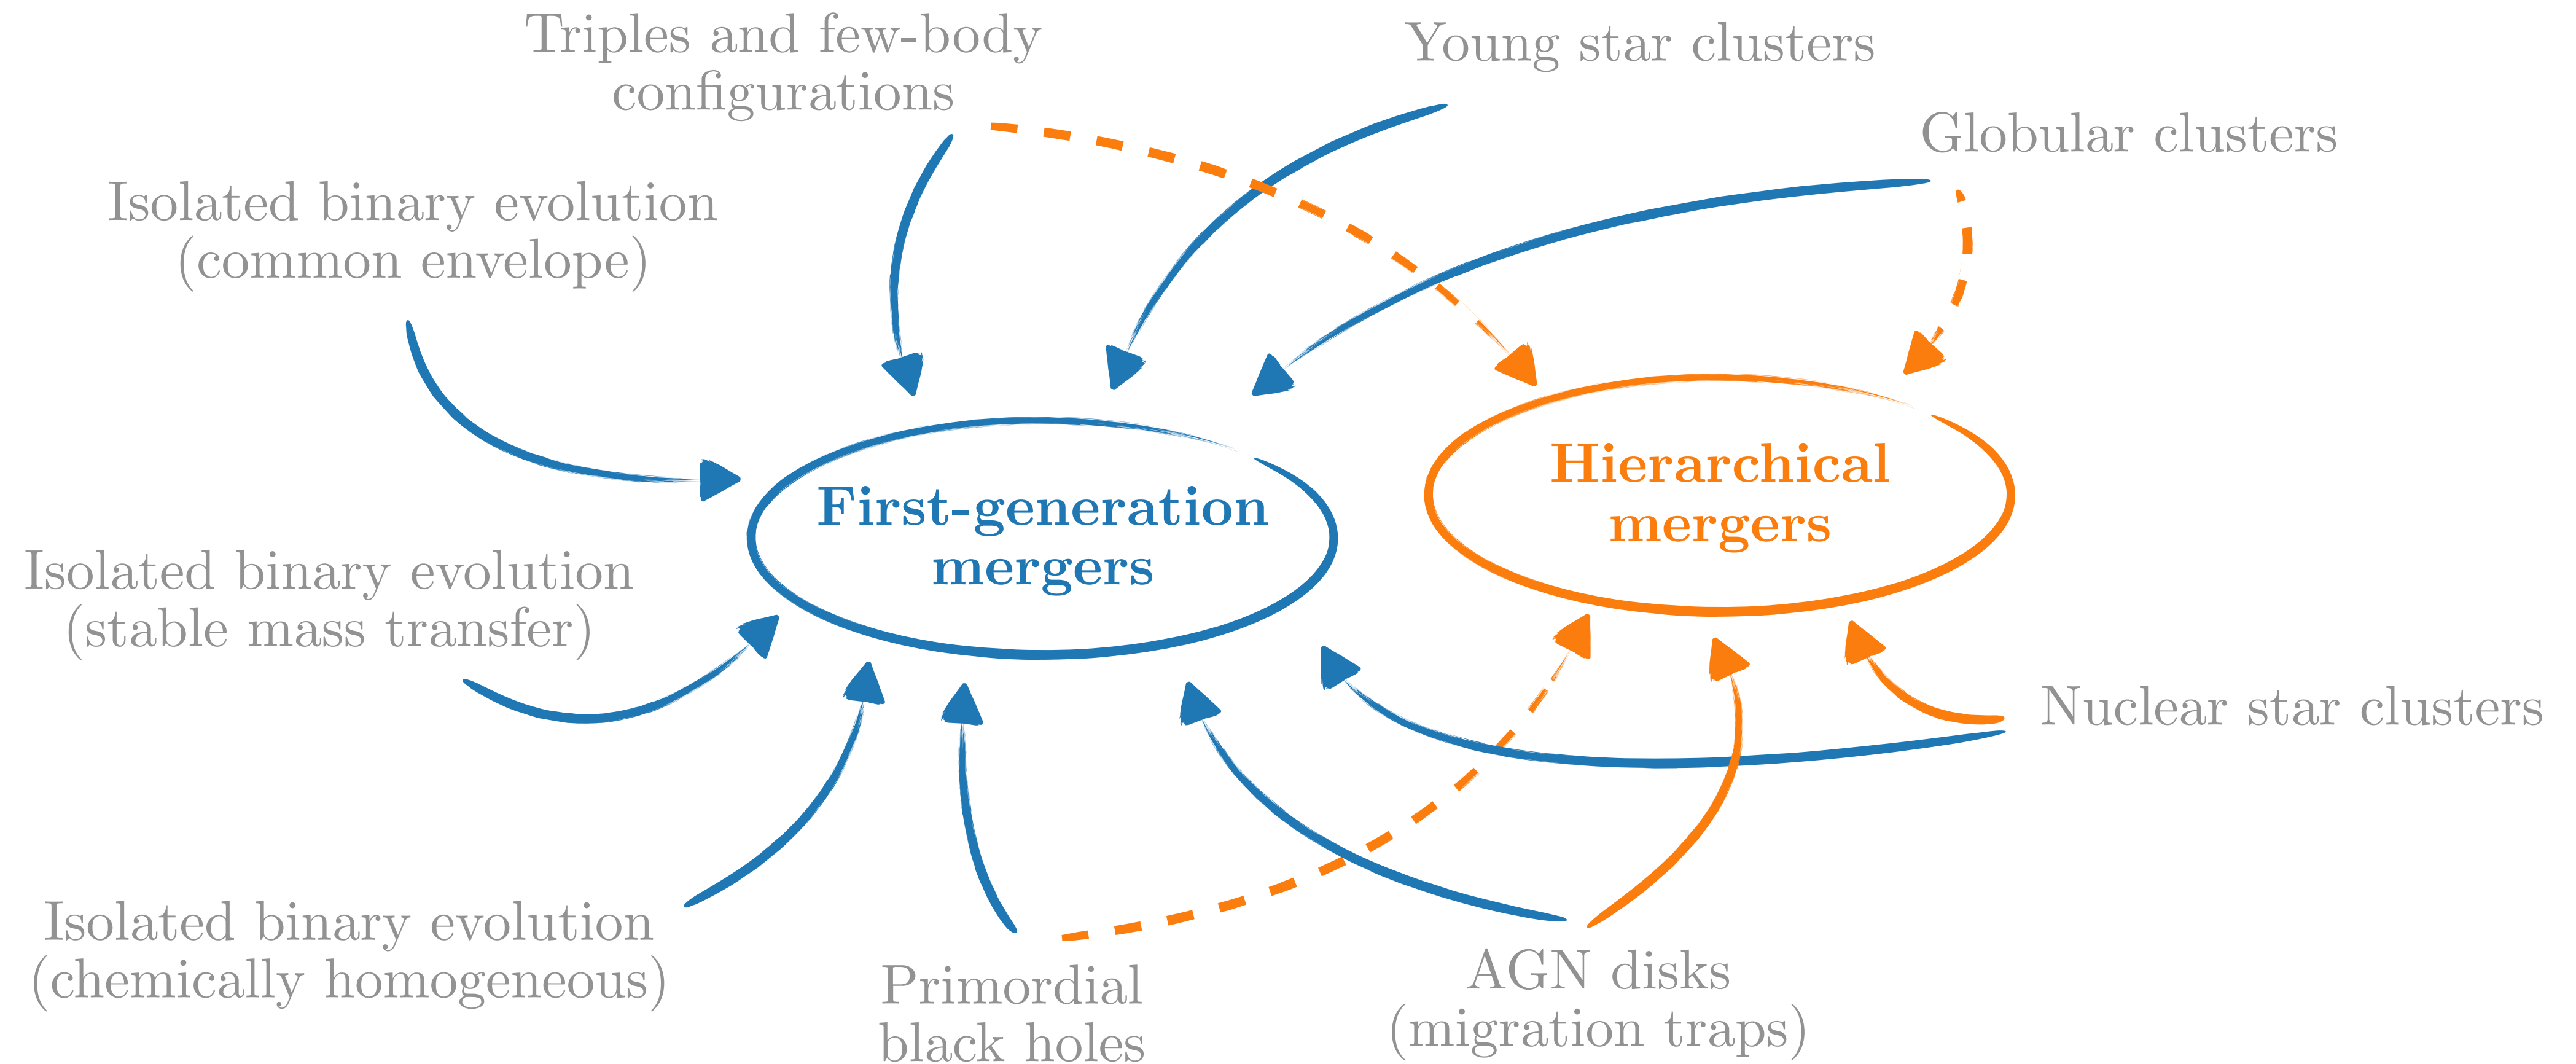 Triples and few-body
configurations
Young star clusters
Globular clusters
Isolated binary evolution
(common envelope)
Hierarchical
mergers
First-generation
mergers
Isolated binary evolution
(stable mass transfer)
Nuclear star clusters
Isolated binary evolution
(chemically homogeneous)
Primordial
black holes
AGN disks
(migration traps)